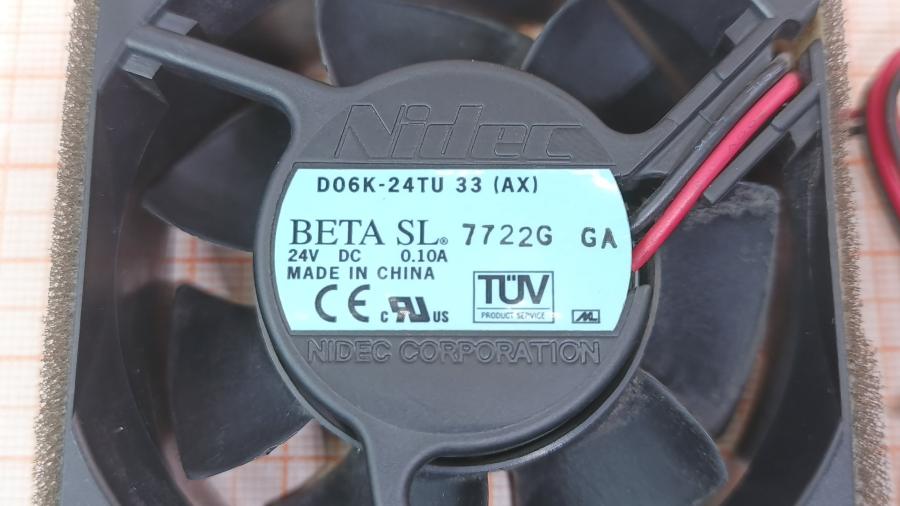 Nidec
D06K-24TU 33 (AX)
BETA SL® 7722G GA
24V DC 0.10A
MADE IN CHINA
CE c RU US TÜV
PRODUCT SERVICE
NIDEC CORPORATION